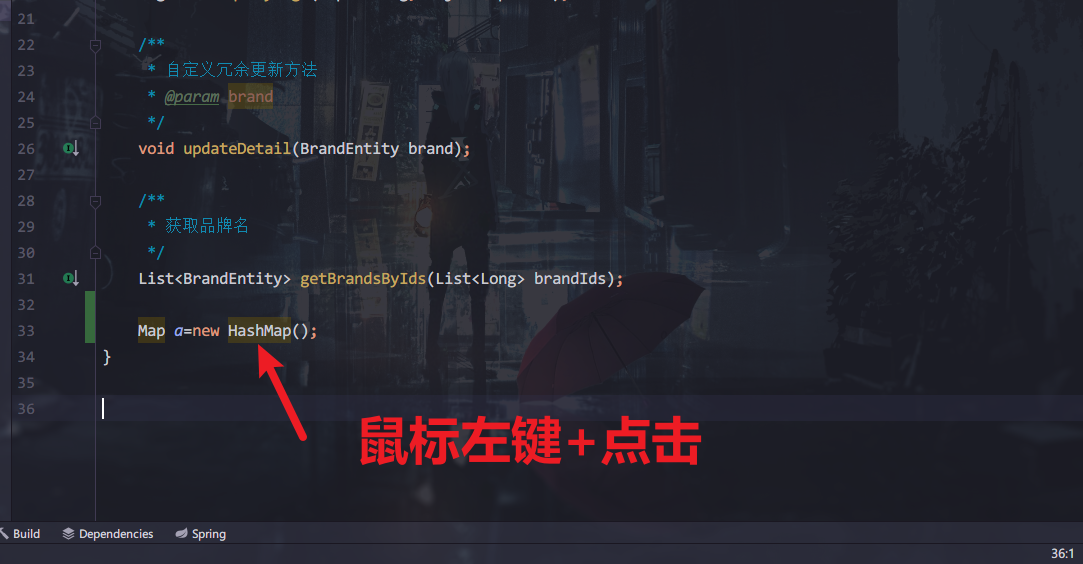 21
22 /**
23 * 自定义冗余更新方法
24 * @param brand
25 */
26 void updateDetail(BrandEntity brand);
27
28 /**
29 * 获取品牌名
30 */
31 List<BrandEntity> getBrandsByIds(List<Long> brandIds);
32
33 Map a=new HashMap();
34 }
35
36
鼠标左键+点击
Build Dependencies Spring
36:1